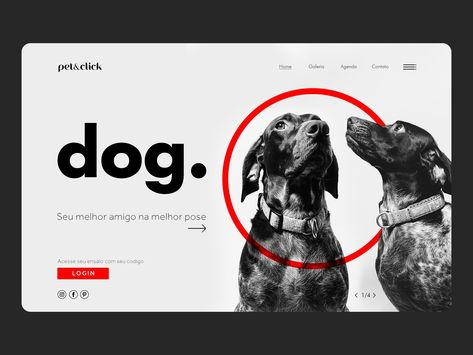 pet&click
Home Galeria Agenda Contato
dog.
Seu melhor amigo na melhor pose
Acesse seu ensaio com seu codigo
LOGIN
1/4